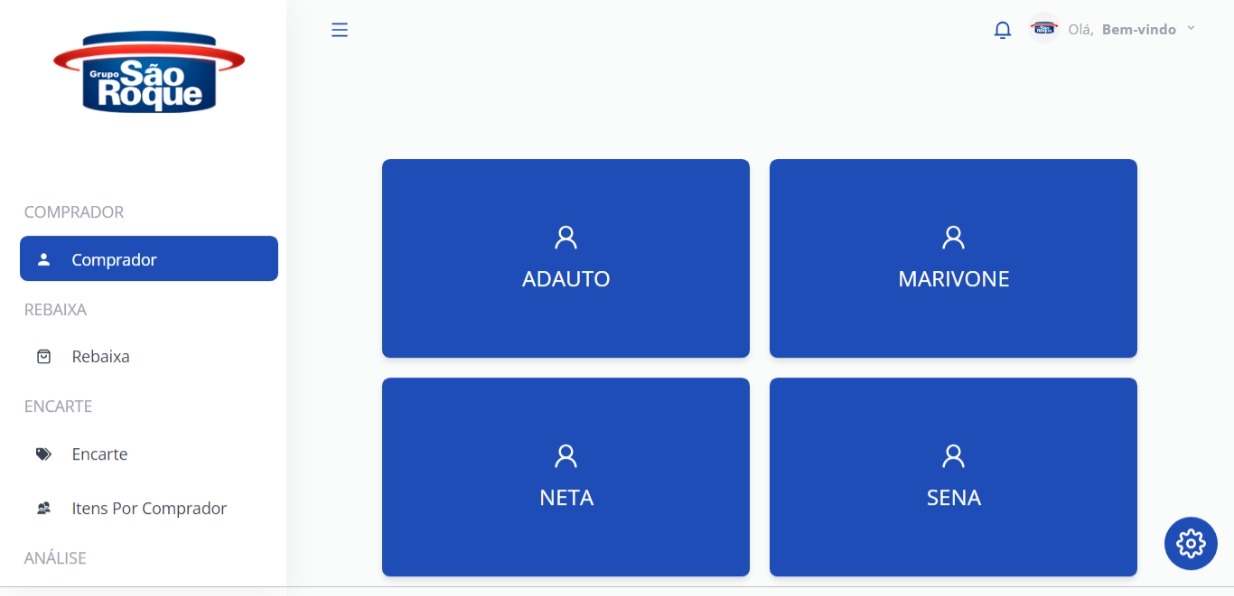 Grupo São
Roque
Olá, Bem-vindo
COMPRADOR
Comprador
REBAIXA
Rebaixa
ENCARTE
Encarte
Itens Por Comprador
ANÁLISE
ADAUTO
MARIVONE
NETA
SENA